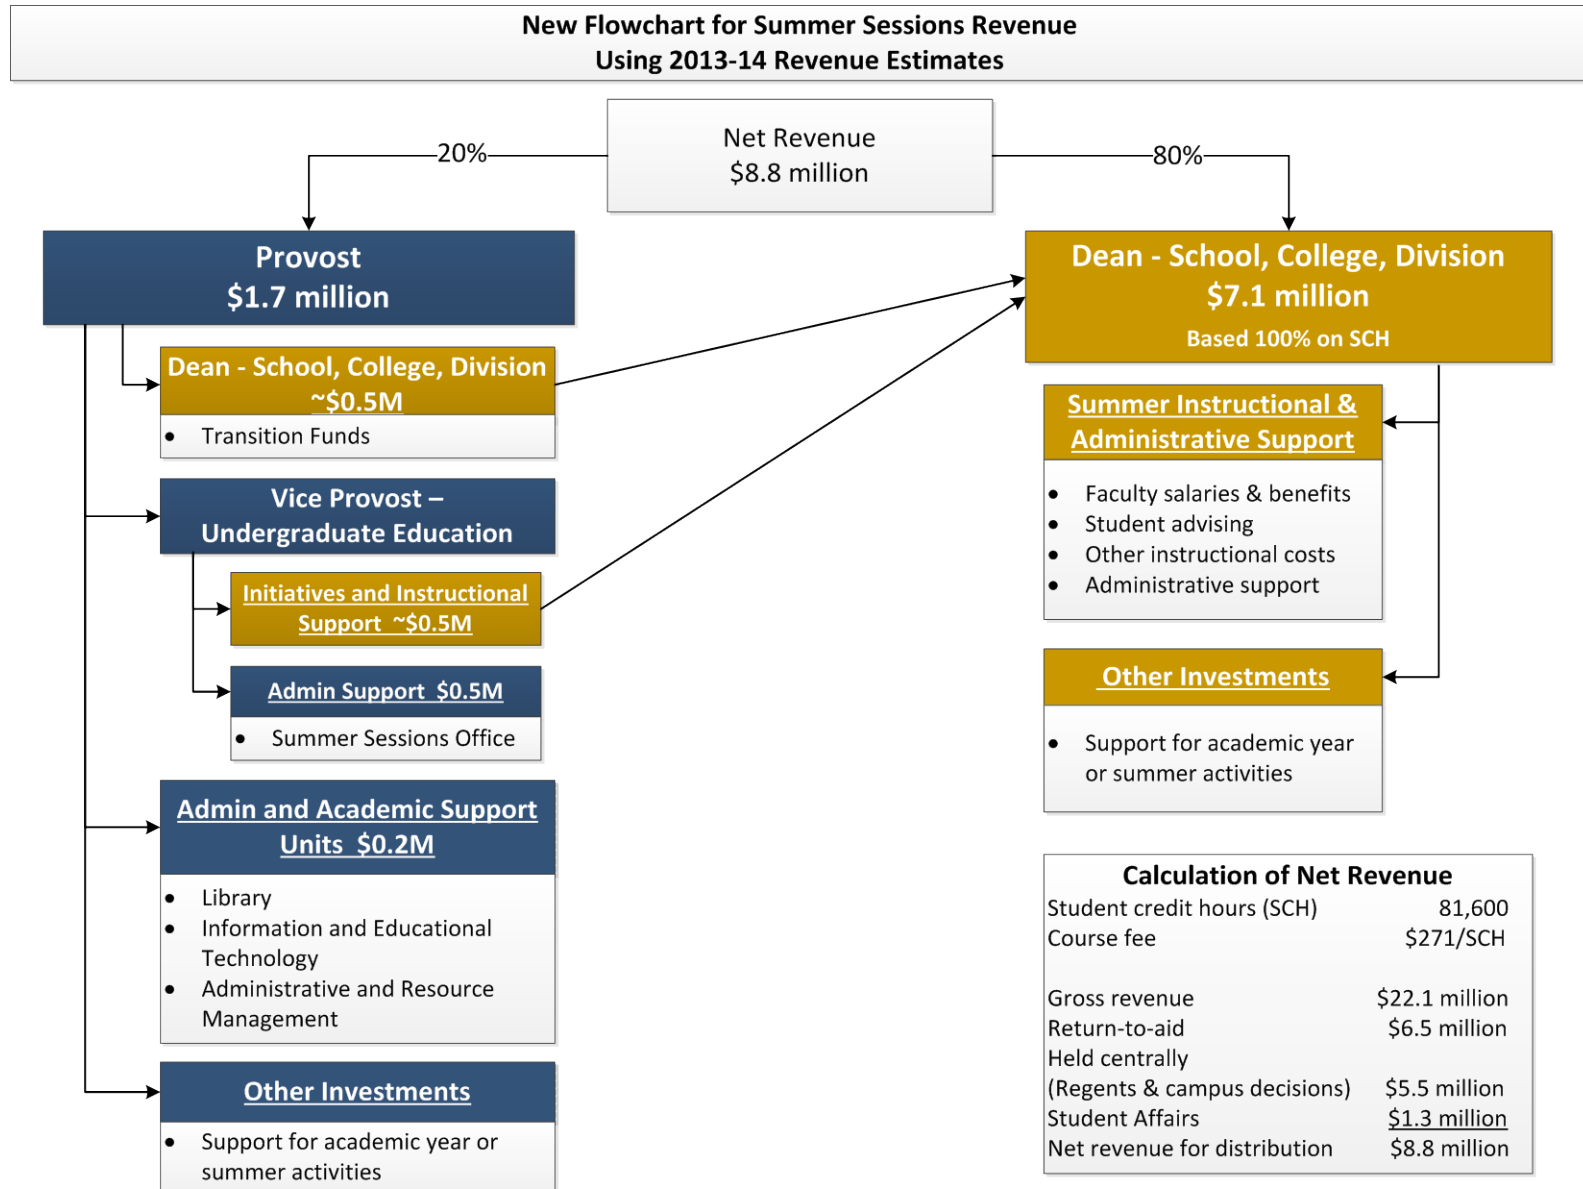 New Flowchart for Summer Sessions Revenue
Using 2013-14 Revenue Estimates
Net Revenue
$8.8 million
20%
80%
Provost
$1.7 million
Dean - School, College, Division
~$0.5M
• Transition Funds
Vice Provost –
Undergraduate Education
Initiatives and Instructional
Support ~$0.5M
Admin Support $0.5M
• Summer Sessions Office
Admin and Academic Support
Units $0.2M
• Library
• Information and Educational
Technology
• Administrative and Resource
Management
Other Investments
• Support for academic year or
summer activities
Dean - School, College, Division
$7.1 million
Based 100% on SCH
Summer Instructional &
Administrative Support
• Faculty salaries & benefits
• Student advising
• Other instructional costs
• Administrative support
Other Investments
• Support for academic year
or summer activities
Calculation of Net Revenue
Student credit hours (SCH) 81,600
Course fee $271/SCH
Gross revenue $22.1 million
Return-to-aid $6.5 million
Held centrally
(Regents & campus decisions) $5.5 million
Student Affairs $1.3 million
Net revenue for distribution $8.8 million